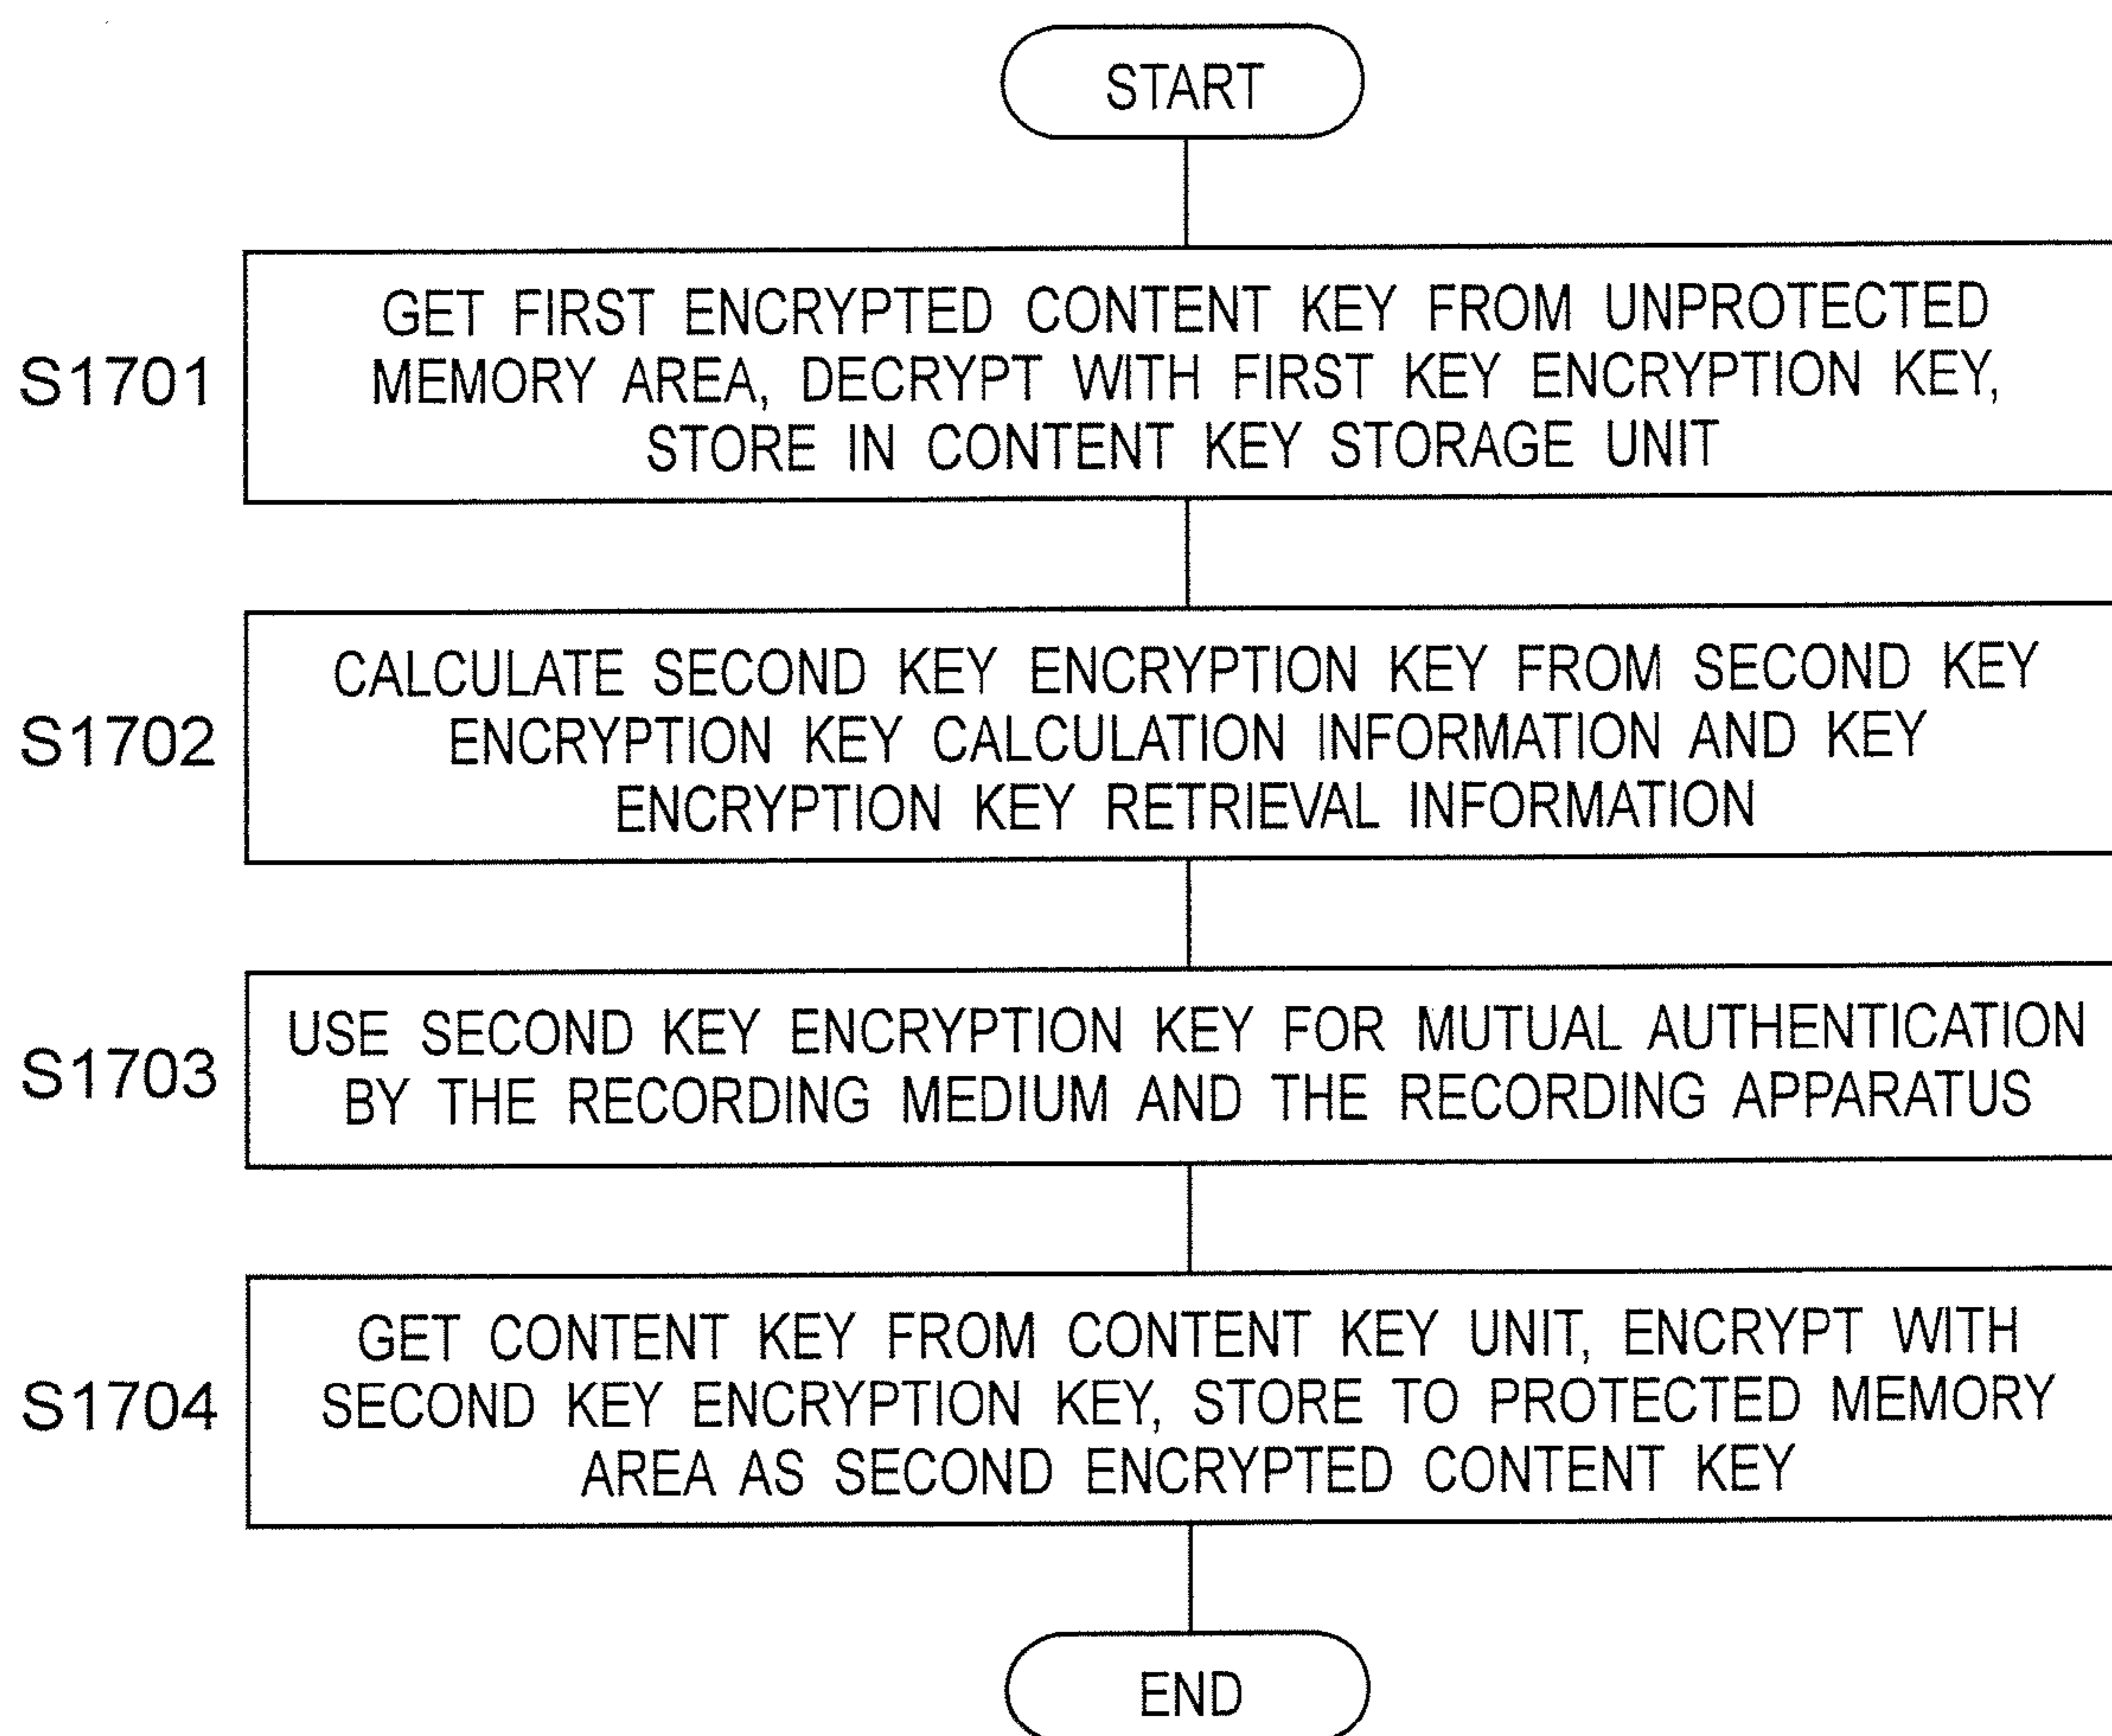 START
S1701
GET FIRST ENCRYPTED CONTENT KEY FROM UNPROTECTED
MEMORY AREA, DECRYPT WITH FIRST KEY ENCRYPTION KEY,
STORE IN CONTENT KEY STORAGE UNIT
S1702
CALCULATE SECOND KEY ENCRYPTION KEY FROM SECOND KEY
ENCRYPTION KEY CALCULATION INFORMATION AND KEY
ENCRYPTION KEY RETRIEVAL INFORMATION
S1703
USE SECOND KEY ENCRYPTION KEY FOR MUTUAL AUTHENTICATION
BY THE RECORDING MEDIUM AND THE RECORDING APPARATUS
S1704
GET CONTENT KEY FROM CONTENT KEY UNIT, ENCRYPT WITH
SECOND KEY ENCRYPTION KEY, STORE TO PROTECTED MEMORY
AREA AS SECOND ENCRYPTED CONTENT KEY
END